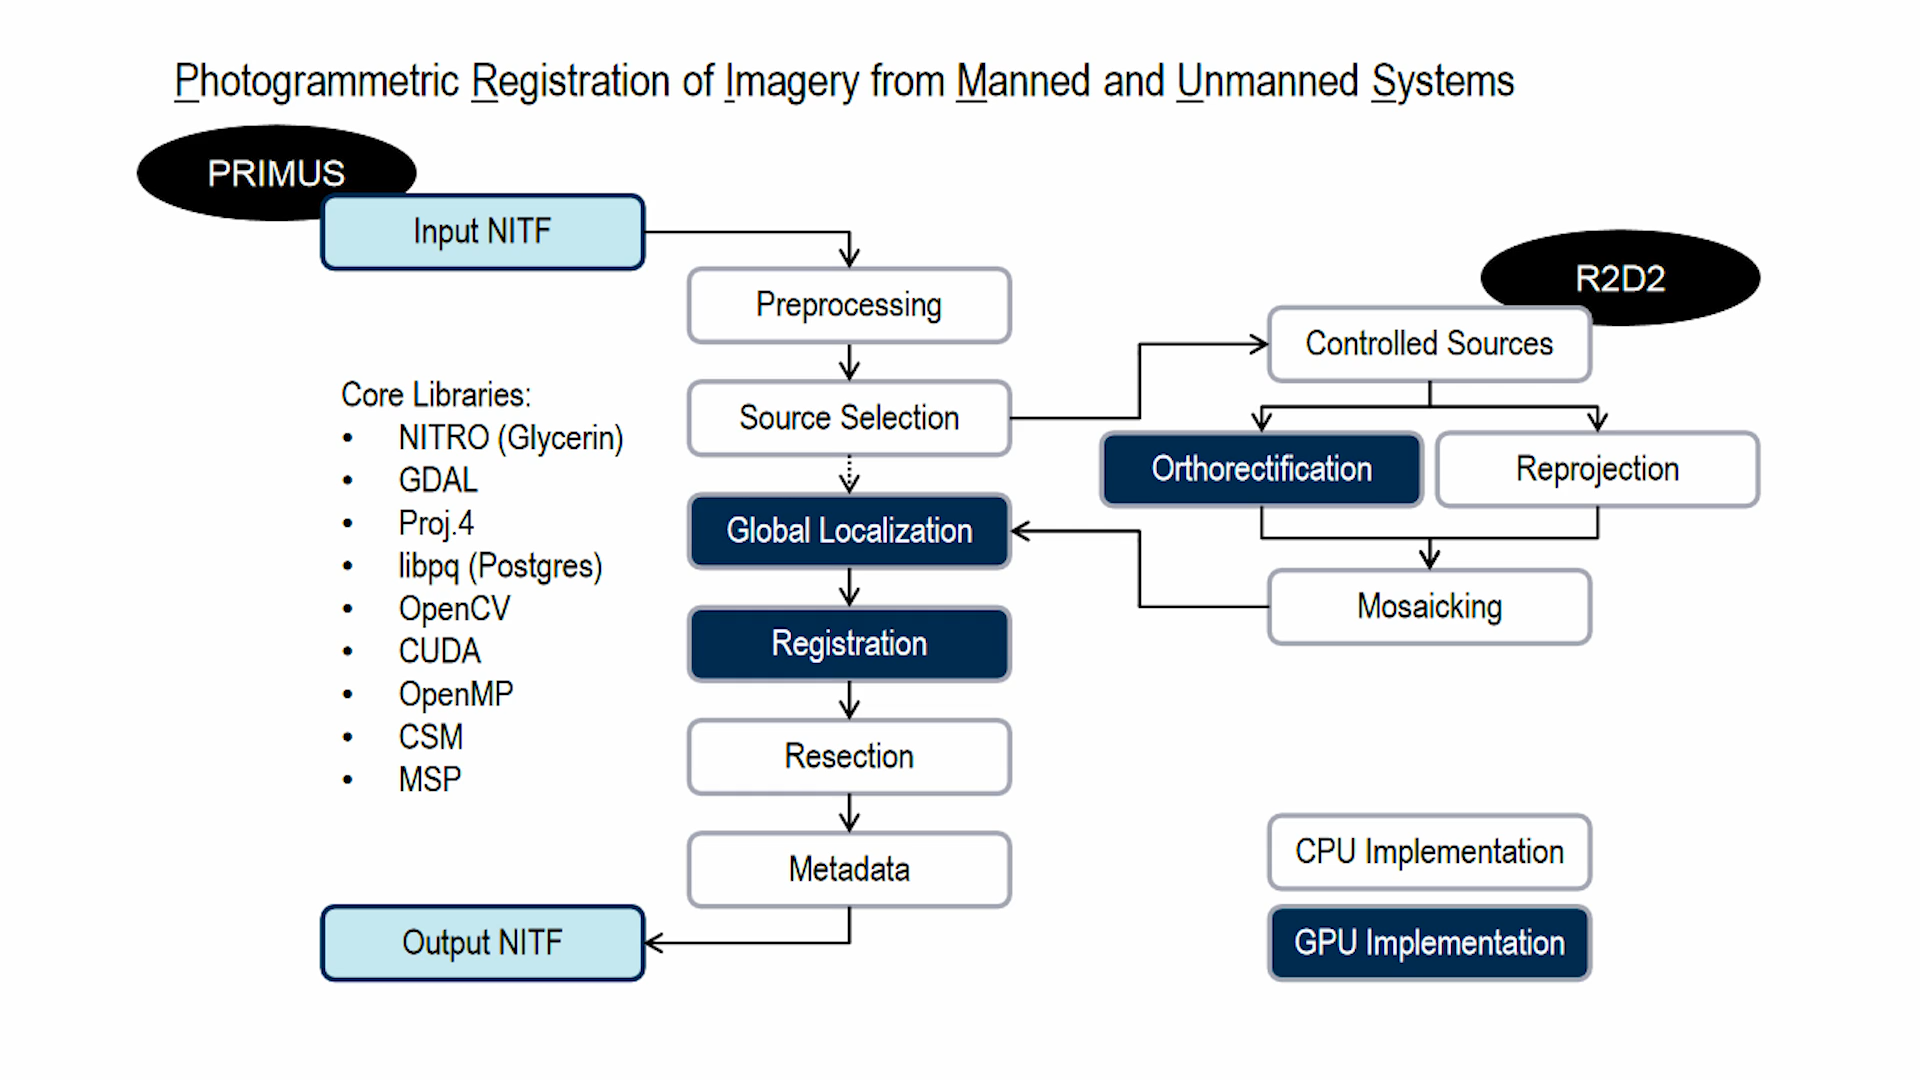 Photogrammetric Registration of Imagery from Manned and Unmanned Systems
PRIMUS
Input NITF
Preprocessing
Source Selection
Global Localization
Registration
Resection
Metadata
Output NITF
R2D2
Controlled Sources
Orthorectification
Reprojection
Mosaicking
Core Libraries:
• NITRO (Glycerin)
• GDAL
• Proj.4
• libpq (Postgres)
• OpenCV
• CUDA
• OpenMP
• CSM
• MSP
CPU Implementation
GPU Implementation